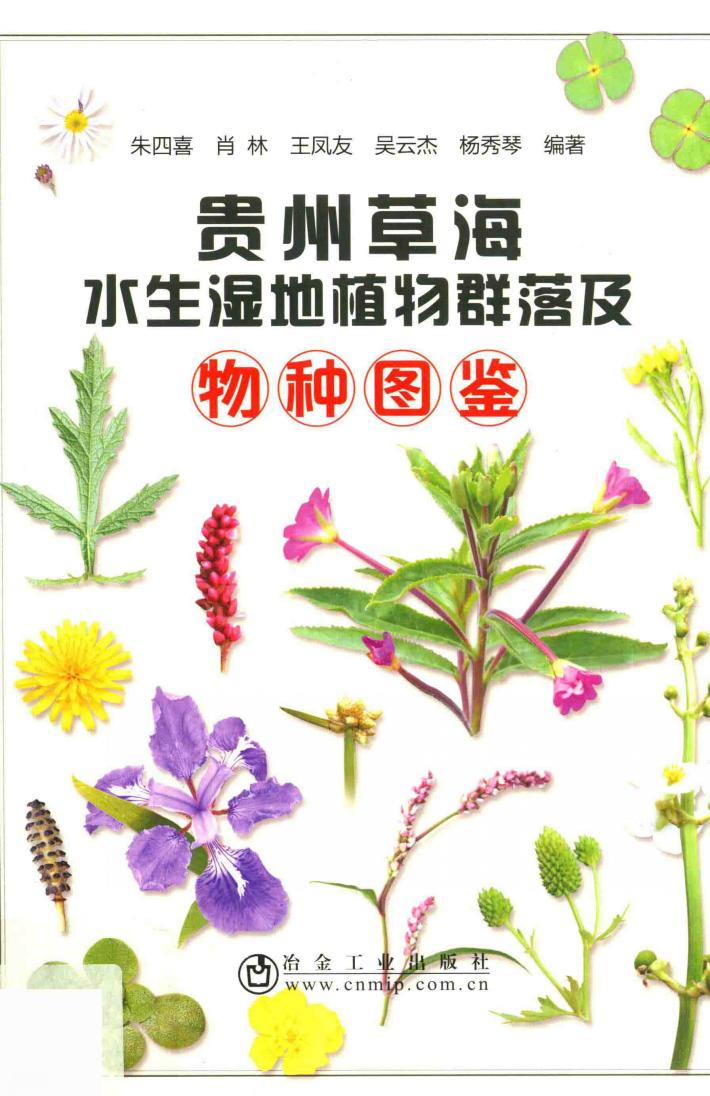 朱四喜 肖林 王凤友 吴云杰 杨秀琴 编著
贵州草海
水生湿地植物群落及
物种图鉴
冶金工业出版社
www.cnmip.com.cn